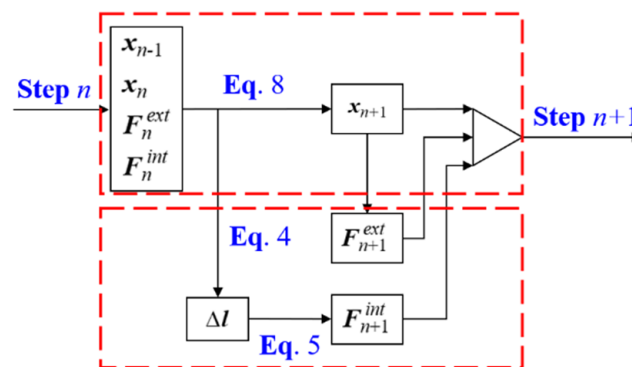 Step n
x_{n-1}
x_n
F_n^{ext}
F_n^{int}
Eq. 8
x_{n+1}
Step n+1
Eq. 4
F_{n+1}^{ext}
Δl
Eq. 5
F_{n+1}^{int}